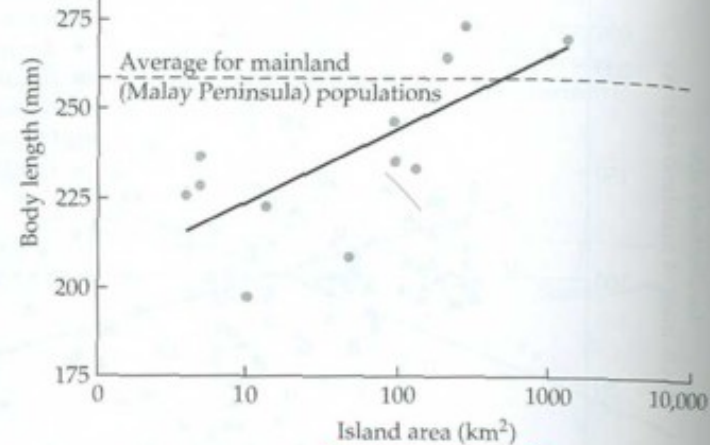 275
Average for mainland
(Malay Peninsula) populations
250
225
200
175
Body length (mm)
0 10 100 1000 10,000
Island area (km²)